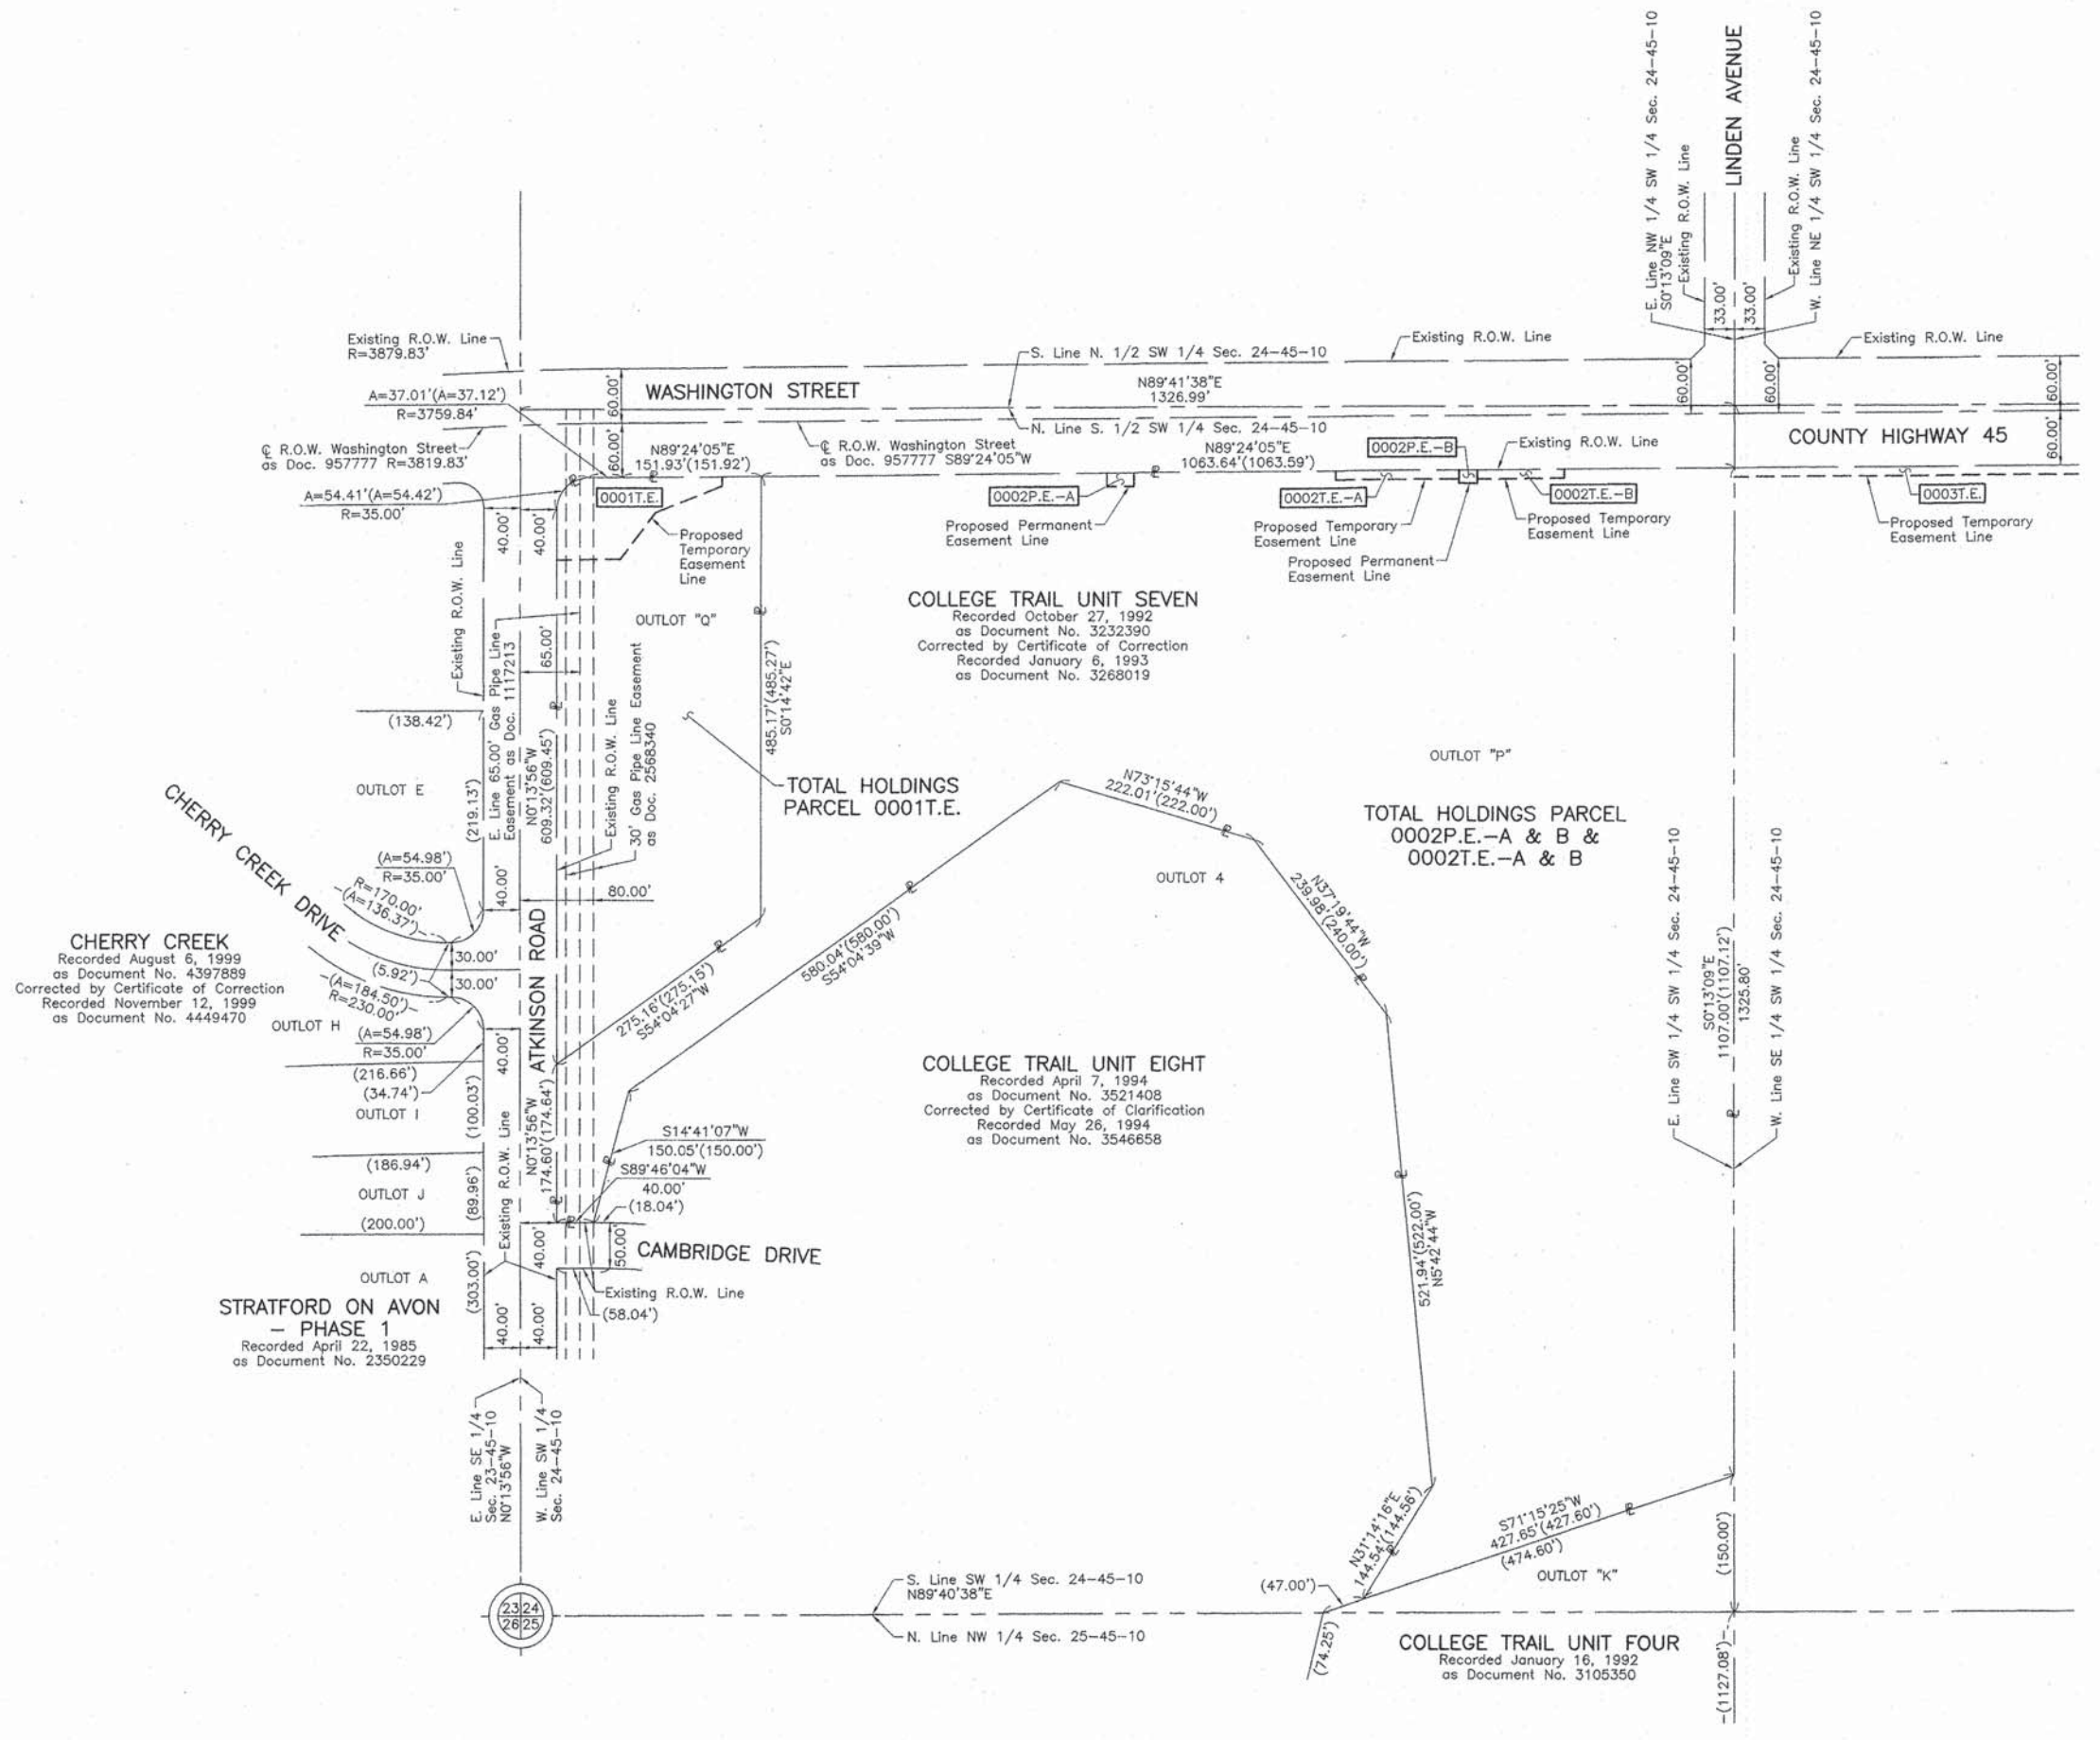 E. Line NW 1/4 SW 1/4 Sec. 24-45-10
S0°13'09"E
Existing R.O.W. Line
LINDEN AVENUE
Existing R.O.W. Line
W. Line NE 1/4 SW 1/4 Sec. 24-45-10
33.00'
33.00'
Existing R.O.W. Line
R=3879.83'
A=37.01'(A=37.12')
R=3759.84'
60.00'
WASHINGTON STREET
S. Line N. 1/2 SW 1/4 Sec. 24-45-10
Existing R.O.W. Line
N89°41'38"E
1326.99'
N. Line S. 1/2 SW 1/4 Sec. 24-45-10
60.00'
60.00'
Existing R.O.W. Line
60.00'
℄ R.O.W. Washington Street
as Doc. 957777 R=3819.83'
60.00'
N89°24'05"E
151.93'(151.92')
℄ R.O.W. Washington Street
as Doc. 957777 S89°24'05"W
N89°24'05"E
1063.64'(1063.59')
0002P.E.-B
Existing R.O.W. Line
COUNTY HIGHWAY 45
60.00'
A=54.41'(A=54.42')
R=35.00'
0001T.E.
0002P.E.-A
0002T.E.-A
0002T.E.-B
0003T.E.
40.00'
40.00'
Proposed
Temporary
Easement
Line
Proposed Permanent
Easement Line
Proposed Temporary
Easement Line
Proposed Permanent
Easement Line
Proposed Temporary
Easement Line
Proposed Temporary
Easement Line
COLLEGE TRAIL UNIT SEVEN
Recorded October 27, 1992
as Document No. 3232390
Corrected by Certificate of Correction
Recorded January 6, 1993
as Document No. 3268019
Existing R.O.W. Line
E. Line 65.00' Gas Pipe Line
Easement as Doc. 1117213
65.00'
OUTLOT "Q"
485.17'(485.27')
S0°14'42"E
(138.42')
OUTLOT E
(219.13')
N0°13'56"W
609.32'(609.45')
Existing R.O.W. Line
30' Gas Pipe Line Easement
as Doc. 2568340
TOTAL HOLDINGS
PARCEL 0001T.E.
N73°15'44"W
222.01'(222.00')
OUTLOT "P"
TOTAL HOLDINGS PARCEL
0002P.E.-A & B &
0002T.E.-A & B
CHERRY CREEK DRIVE
(A=54.98')
R=35.00'
R=170.00'
(A=136.37')
40.00'
80.00'
OUTLOT 4
N37°19'44"W
239.98'(240.00')
580.04'(580.00')
S54°04'39"W
275.16'(275.15')
S54°04'27"W
CHERRY CREEK
Recorded August 6, 1999
as Document No. 4397889
Corrected by Certificate of Correction
Recorded November 12, 1999
as Document No. 4449470
(5.92')
30.00'
30.00'
(A=184.50')
R=230.00'
OUTLOT H
(A=54.98')
R=35.00'
(216.66')
(34.74')
OUTLOT I
40.00'
(100.03')
ATKINSON ROAD
N0°13'56"W
174.60'(174.64')
Existing R.O.W. Line
COLLEGE TRAIL UNIT EIGHT
Recorded April 7, 1994
as Document No. 3521408
Corrected by Certificate of Clarification
Recorded May 26, 1994
as Document No. 3546658
E. Line SW 1/4 SW 1/4 Sec. 24-45-10
S0°13'09"E
1107.00'(1107.12')
1325.80'
W. Line SE 1/4 SW 1/4 Sec. 24-45-10
S14°41'07"W
150.05'(150.00')
S89°46'04"W
40.00'
(18.04')
(186.94')
OUTLOT J
(89.96')
(200.00')
40.00'
50.00'
CAMBRIDGE DRIVE
Existing R.O.W. Line
(58.04')
OUTLOT A
(303.00')
40.00'
40.00'
STRATFORD ON AVON
- PHASE 1
Recorded April 22, 1985
as Document No. 2350229
521.94'(522.00')
N5°42'44"W
E. Line SE 1/4
Sec. 23-45-10
N0°13'56"W
W. Line SW 1/4
Sec. 24-45-10
N31°14'16"E
144.54'(144.56')
S71°15'25"W
427.65'(427.60')
(474.60')
OUTLOT "K"
(150.00')
(47.00')
(74.25')
23 24
26 25
S. Line SW 1/4 Sec. 24-45-10
N89°40'38"E
N. Line NW 1/4 Sec. 25-45-10
COLLEGE TRAIL UNIT FOUR
Recorded January 16, 1992
as Document No. 3105350
(1127.08')